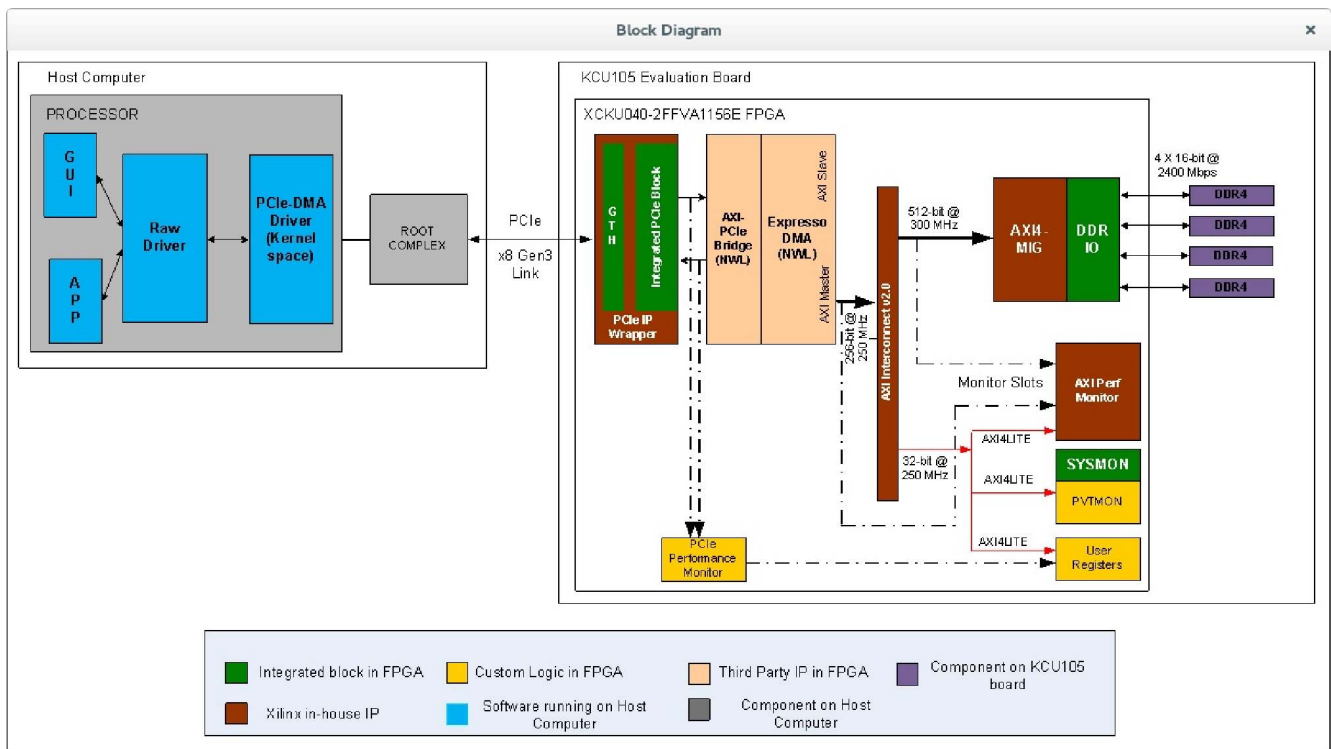 Block Diagram
×
Host Computer
PROCESSOR
G
U
I
A
P
P
Raw
Driver
PCIe-DMA
Driver
(Kernel
space)
ROOT
COMPLEX
PCIe
x8 Gen3
Link
KCU105 Evaluation Board
XCKU040-2FFVA1156E FPGA
GTH
Integrated PCIe Block
PCIe IP
Wrapper
AXI-
PCIe
Bridge
(NWL)
Expresso
DMA
(NWL)
AXI Slave
AXI Master
256-bit @
250 MHz
AXI Interconnect v2.0
512-bit @
300 MHz
AXI4-
MIG
DDR
IO
4 X 16-bit @
2400 Mbps
DDR4
DDR4
DDR4
DDR4
Monitor Slots
AXI Perf
Monitor
AXI4LITE
32-bit @
250 MHz
SYSMON
AXI4LITE
PVTMON
AXI4LITE
User
Registers
PCIe
Performance
Monitor
Integrated block in FPGA
Custom Logic in FPGA
Third Party IP in FPGA
Component on KCU105
board
Xilinx in-house IP
Software running on Host
Computer
Component on Host
Computer